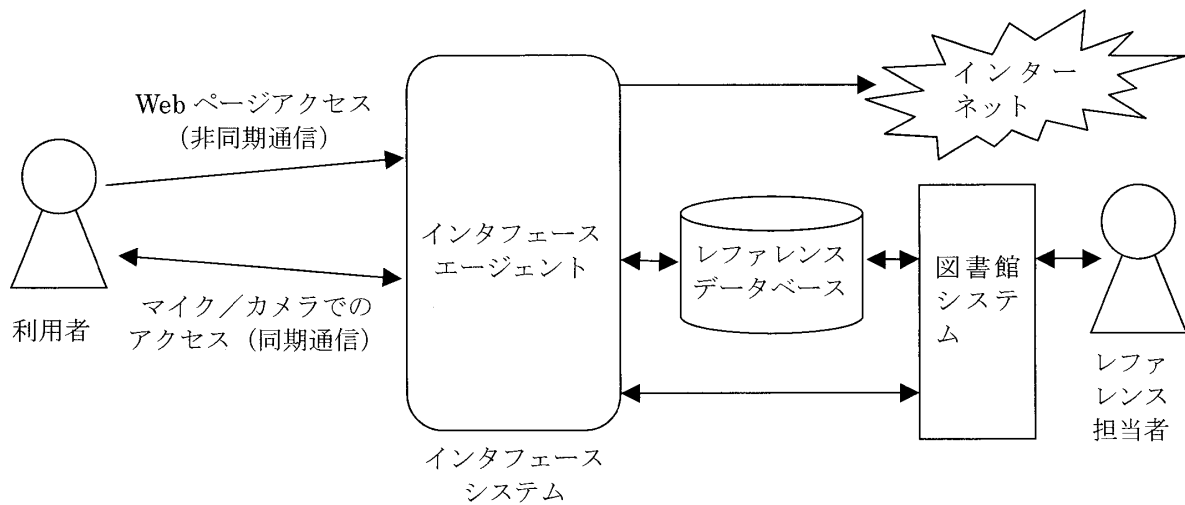 Web ページアクセス
（非同期通信）
利用者
マイク／カメラでの
アクセス（同期通信）
インタフェース
エージェント
インタフェース
システム
インター
ネット
レファレンス
データベース
図書館
システ
ム
レファ
レンス
担当者